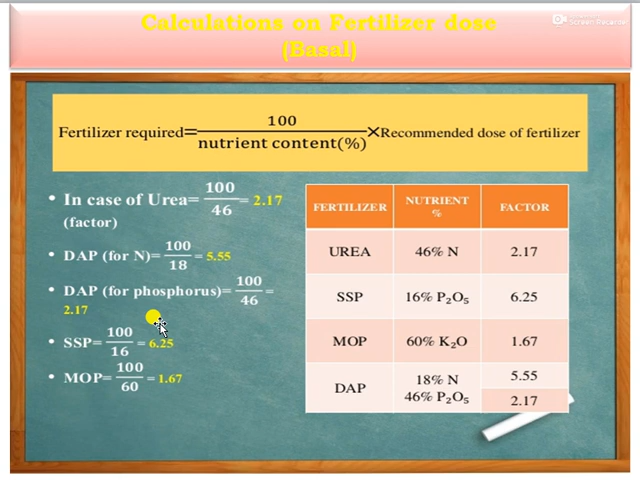 Calculations on Fertilizer dose
(Basal)
Screen Recorder
Fertilizer required=100/nutrient content(%)×Recommended dose of fertilizer
• In case of Urea=100/46= 2.17
(factor)
• DAP (for N)=100/18 = 5.55
• DAP (for phosphorus)=100/46 =
2.17
• SSP=100/16 = 6.25
• MOP=100/60 = 1.67
FERTILIZER NUTRIENT % FACTOR
UREA 46% N 2.17
SSP 16% P₂O₅ 6.25
MOP 60% K₂O 1.67
DAP 18% N 5.55
46% P₂O₅ 2.17